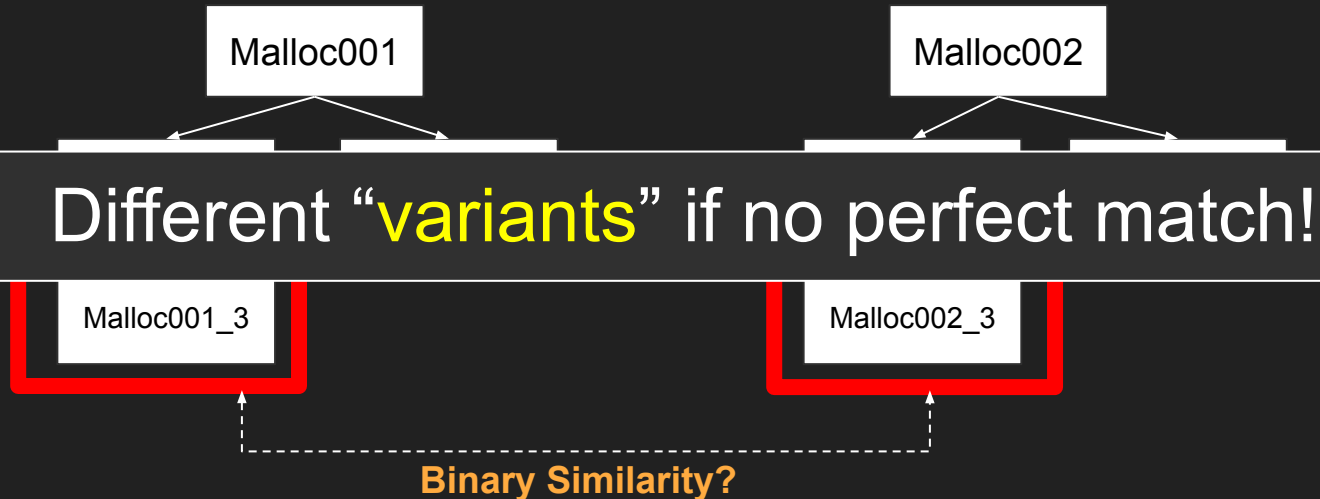 Malloc001
Malloc002
Different “variants” if no perfect match!
Malloc001_3
Malloc002_3
Binary Similarity?